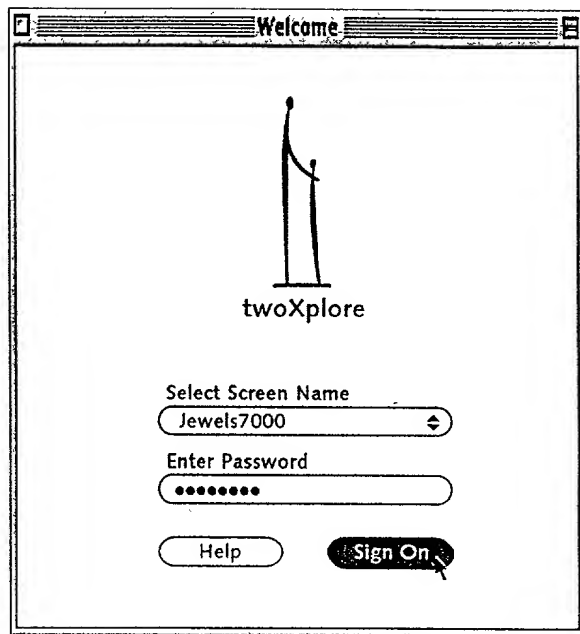 Welcome
twoXplore
Select Screen Name
Jewels7000
Enter Password
••••••••
Help
Sign On